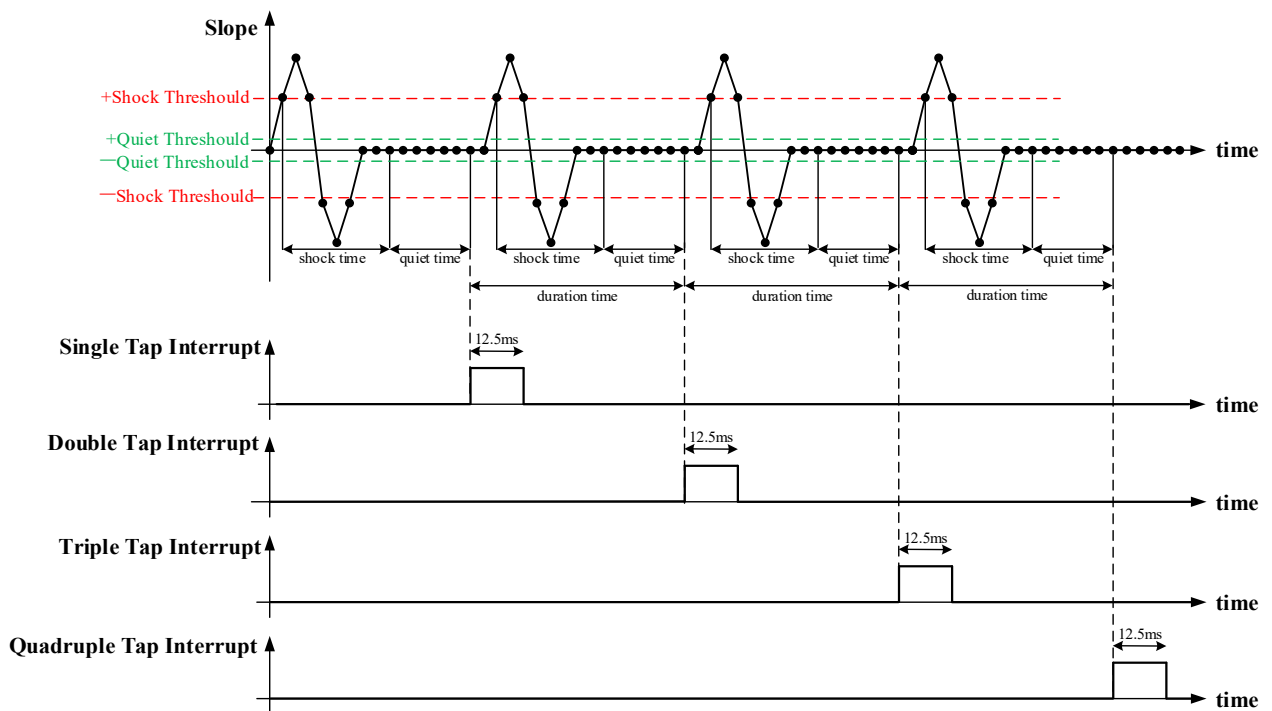 Slope
+Shock Threshould
+Quiet Threshould
—Quiet Threshould
—Shock Threshould
time
shock time
quiet time
shock time
quiet time
shock time
quiet time
shock time
quiet time
duration time
duration time
duration time
Single Tap Interrupt
12.5ms
time
Double Tap Interrupt
12.5ms
time
Triple Tap Interrupt
12.5ms
time
Quadruple Tap Interrupt
12.5ms
time